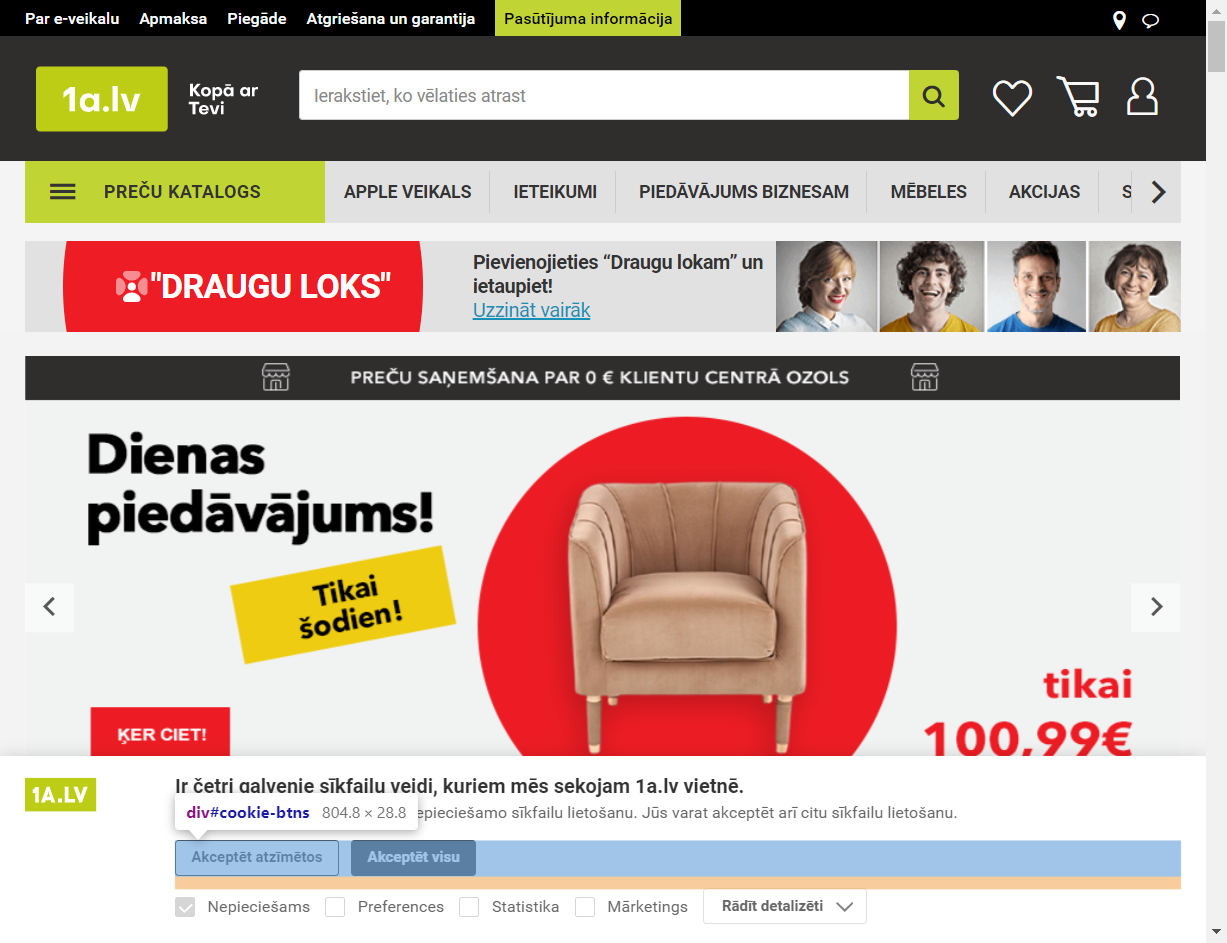 Par e-veikalu Apmaksa Piegāde Atgriešana un garantija Pasūtījuma informācija
1a.lv
Kopā ar
Tevi
Ierakstiet, ko vēlaties atrast
PREČU KATALOGS APPLE VEIKALS IETEIKUMI PIEDĀVĀJUMS BIZNESAM MĒBELES AKCIJAS S
"DRAUGU LOKS"
Pievienojieties “Draugu lokam” un
ietaupiet!
Uzzināt vairāk
PREČU SAŅEMŠANA PAR 0 € KLIENTU CENTRĀ OZOLS
Dienas
piedāvājums!
Tikai
šodien!
ĶER CIET!
tikai
100,99€
1A.LV
Ir četri galvenie sīkfailu veidi, kuriem mēs sekojam 1a.lv vietnē.
div#cookie-btns 804.8 × 28.8
epieciešamo sīkfailu lietošanu. Jūs varat akceptēt arī citu sīkfailu lietošanu.
Akceptēt atzīmētos Akceptēt visu
Nepieciešams Preferences Statistika Mārketings Rādīt detalizēti